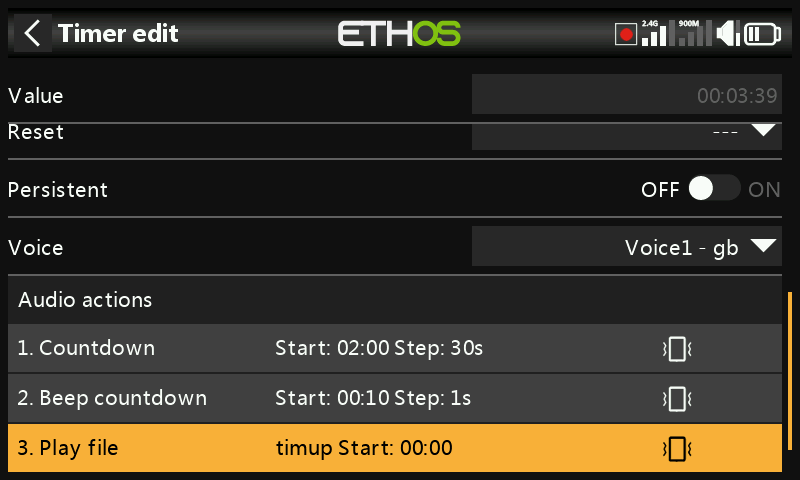 Timer edit
ETHOS
2.4G
900M
Value 00:03:39
Reset ---
Persistent OFF ON
Voice Voice1 - gb
Audio actions
1. Countdown Start: 02:00 Step: 30s
2. Beep countdown Start: 00:10 Step: 1s
3. Play file timup Start: 00:00